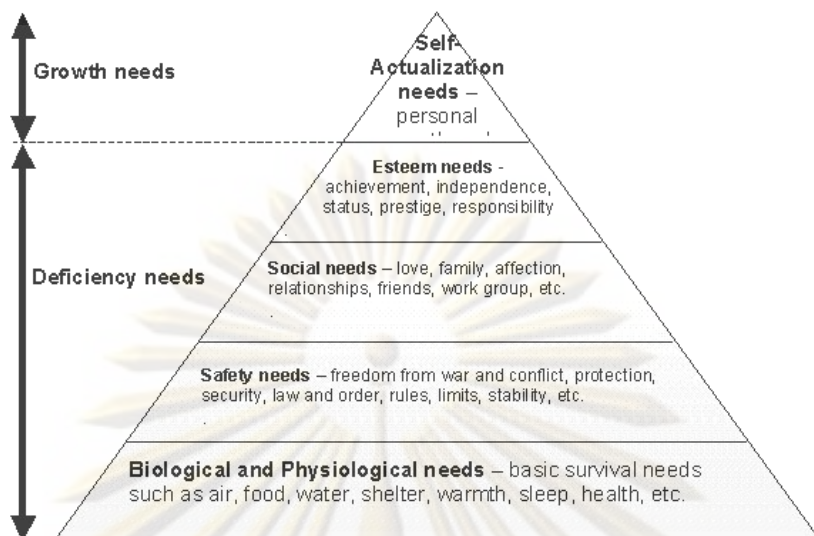 Growth needs
Self-
Actualization
needs –
personal
Esteem needs -
achievement, independence,
status, prestige, responsibility
Deficiency needs
Social needs – love, family, affection,
relationships, friends, work group, etc.
Safety needs – freedom from war and conflict, protection,
security, law and order, rules, limits, stability, etc.
Biological and Physiological needs – basic survival needs
such as air, food, water, shelter, warmth, sleep, health, etc.